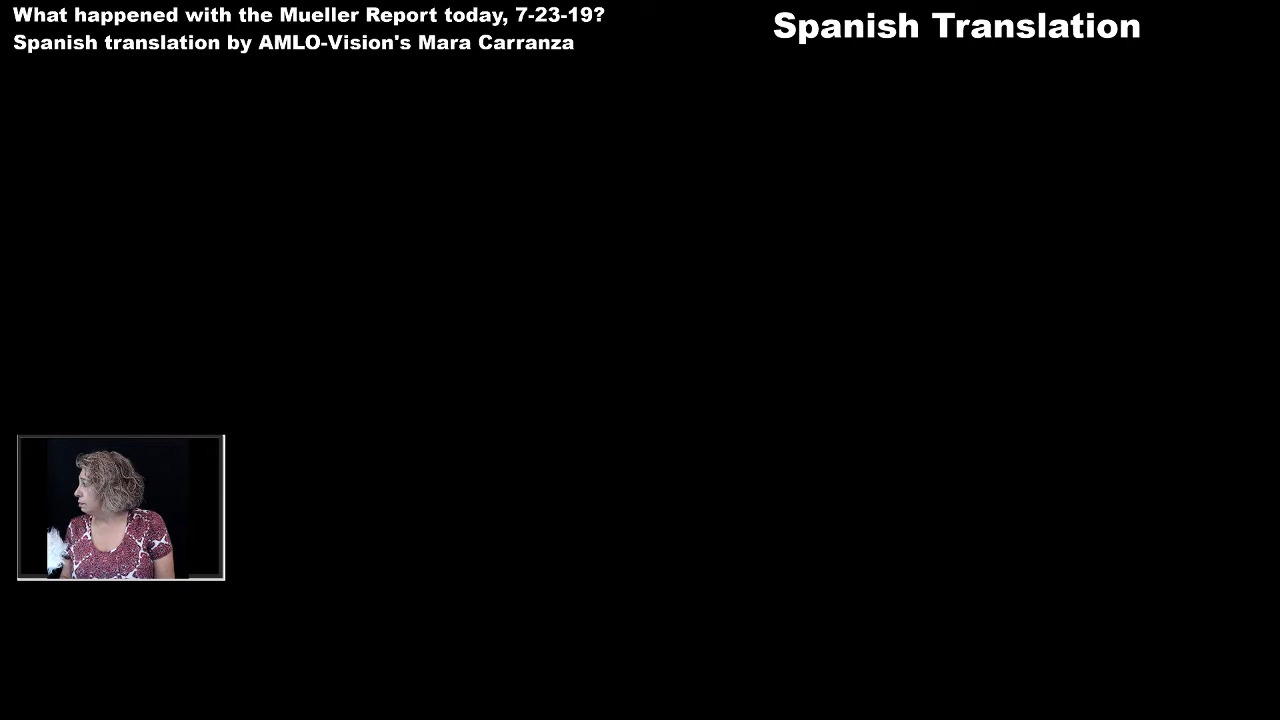 What happened with the Mueller Report today, 7-23-19?
Spanish translation by AMLO-Vision's Mara Carranza
Spanish Translation